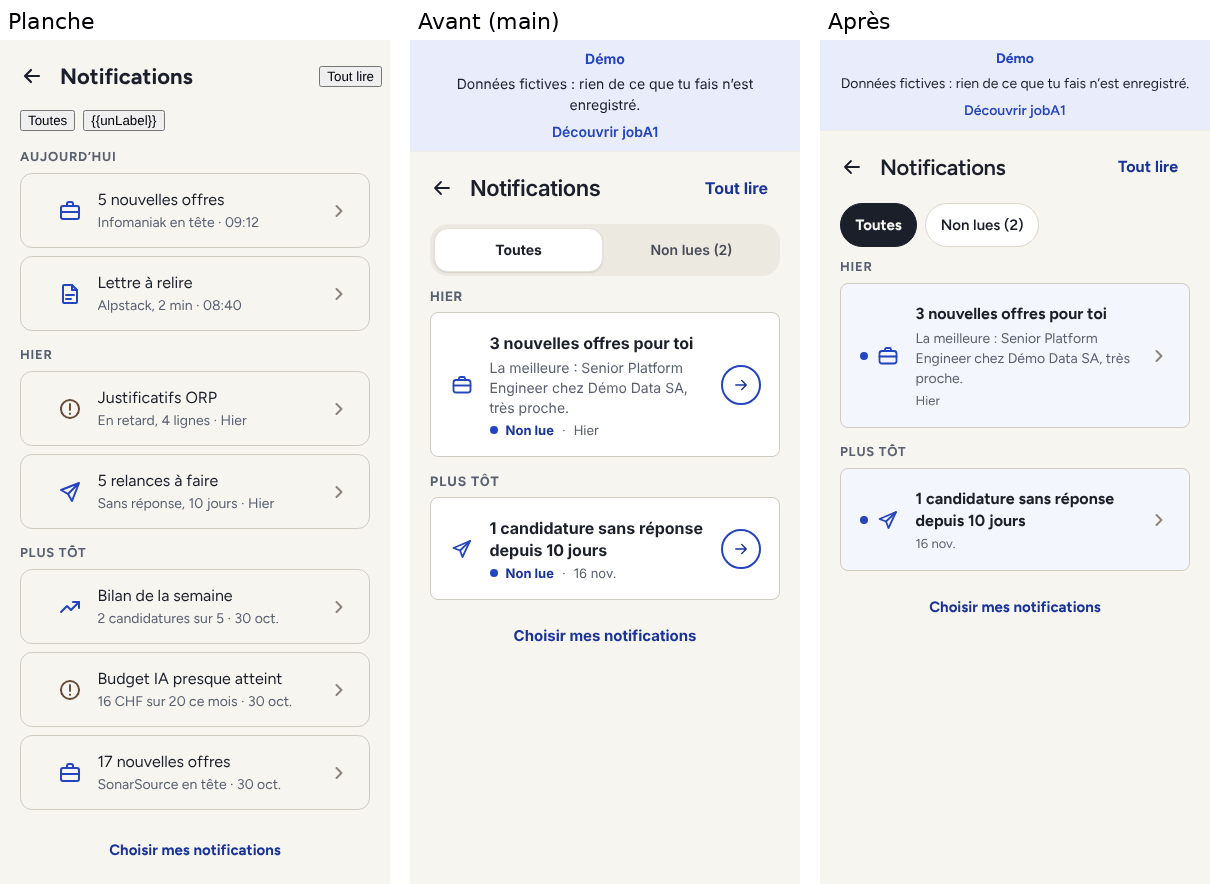 Planche
Notifications
Tout lire
Toutes
{{unLabel}}
AUJOURD’HUI
5 nouvelles offres
Infomaniak en tête · 09:12
Lettre à relire
Alpstack, 2 min · 08:40
HIER
Justificatifs ORP
En retard, 4 lignes · Hier
5 relances à faire
Sans réponse, 10 jours · Hier
PLUS TÔT
Bilan de la semaine
2 candidatures sur 5 · 30 oct.
Budget IA presque atteint
16 CHF sur 20 ce mois · 30 oct.
17 nouvelles offres
SonarSource en tête · 30 oct.
Choisir mes notifications
Avant (main)
Démo
Données fictives : rien de ce que tu fais n’est
enregistré.
Découvrir jobA1
Notifications
Tout lire
Toutes
Non lues (2)
HIER
3 nouvelles offres pour toi
La meilleure : Senior Platform
Engineer chez Démo Data SA,
très proche.
Non lue · Hier
PLUS TÔT
1 candidature sans réponse
depuis 10 jours
Non lue · 16 nov.
Choisir mes notifications
Après
Démo
Données fictives : rien de ce que tu fais n’est enregistré.
Découvrir jobA1
Notifications
Tout lire
Toutes
Non lues (2)
HIER
3 nouvelles offres pour toi
La meilleure : Senior Platform
Engineer chez Démo Data SA, très
proche.
Hier
PLUS TÔT
1 candidature sans réponse
depuis 10 jours
16 nov.
Choisir mes notifications